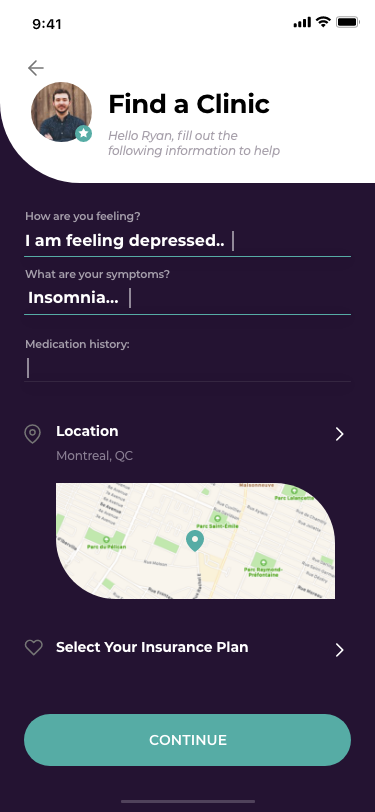 9:41
Find a Clinic
Hello Ryan, fill out the
following information to help
How are you feeling?
I am feeling depressed..
What are your symptoms?
Insomnia...
Medication history:
Location
Montreal, QC
Maisonneuve
Parc Lafancette
Parc Saint-Émile
Parc du Pélican
Parc Raymond-
Préfontaine
Select Your Insurance Plan
CONTINUE